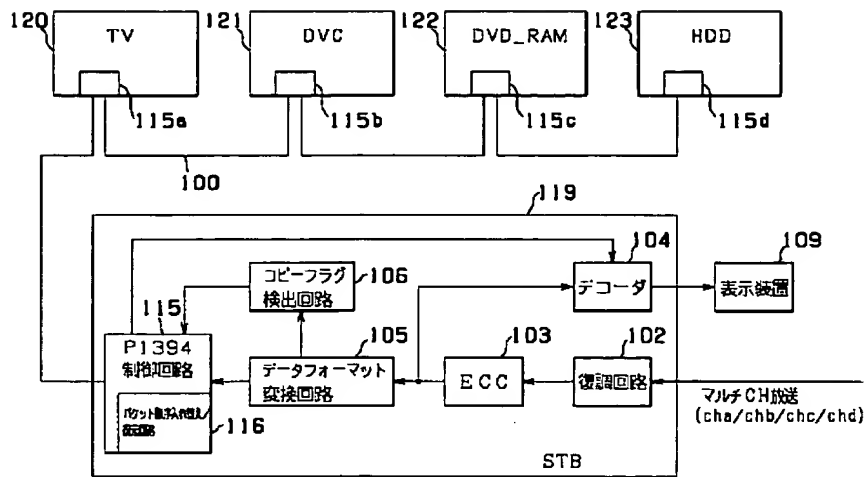 120
TV
115a
121
DVC
115b
122
DVD_RAM
115c
123
HDD
115d
100
119
104
デコーダ
109
表示装置
コピーフラグ
検出回路
106
115
P1394
制御回路
116
105
データフォーマット
変換回路
103
ECC
102
復調回路
マルチCH放送
(cha/chb/chc/chd)
STB